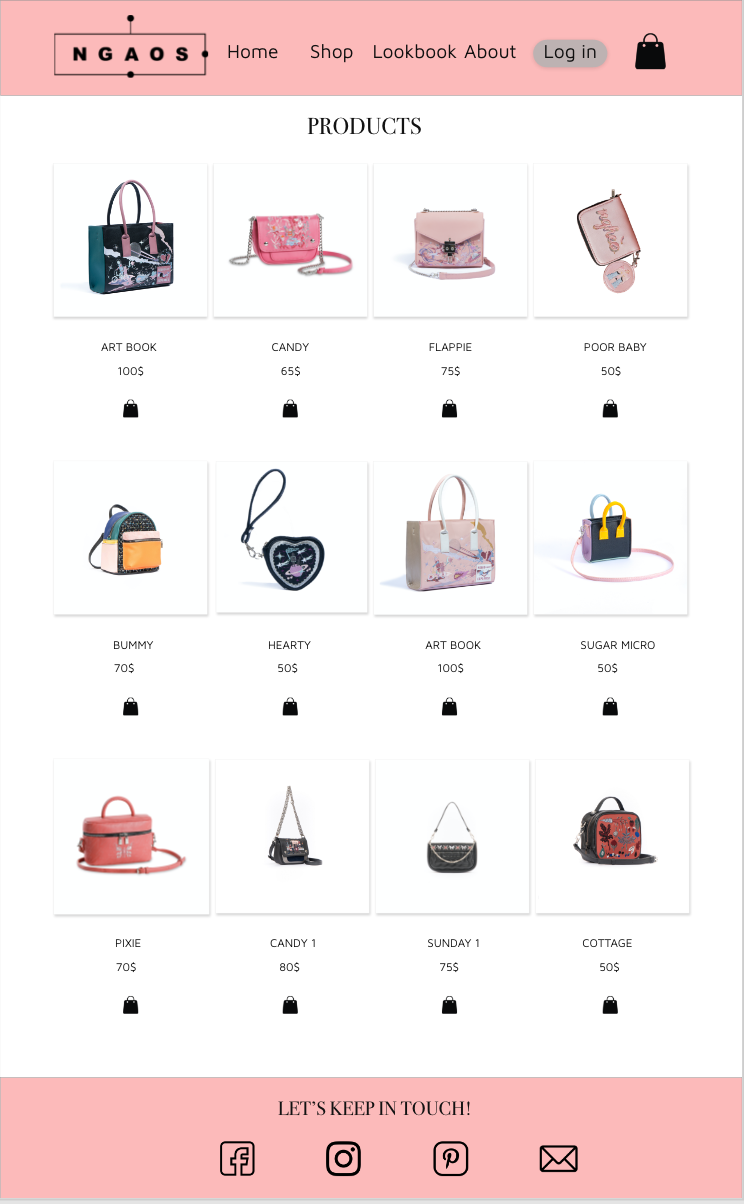 NGAOS
Home Shop Lookbook About Log in
PRODUCTS
ART BOOK CANDY FLAPPIE POOR BABY
100$ 65$ 75$ 50$
BUMMY HEARTY ART BOOK SUGAR MICRO
70$ 50$ 100$ 50$
PIXIE CANDY 1 SUNDAY 1 COTTAGE
70$ 80$ 75$ 50$
LET'S KEEP IN TOUCH!